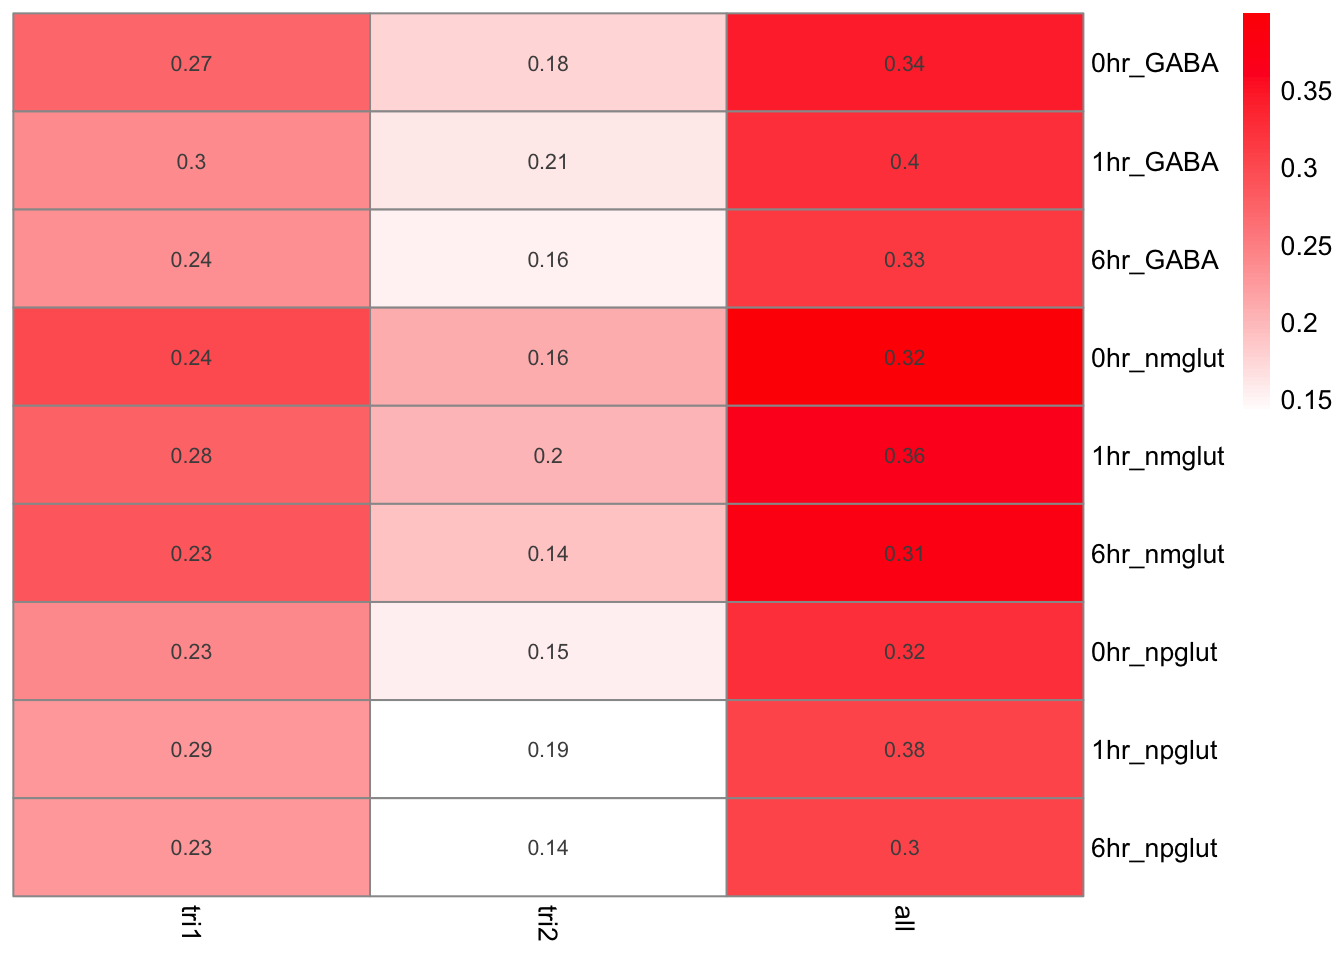 0.27 0.18 0.34 0hr_GABA
0.3 0.21 0.4 1hr_GABA
0.24 0.16 0.33 6hr_GABA
0.24 0.16 0.32 0hr_nmglut
0.28 0.2 0.36 1hr_nmglut
0.23 0.14 0.31 6hr_nmglut
0.23 0.15 0.32 0hr_npglut
0.29 0.19 0.38 1hr_npglut
0.23 0.14 0.3 6hr_npglut
tri1 tri2 all
0.35
0.3
0.25
0.2
0.15